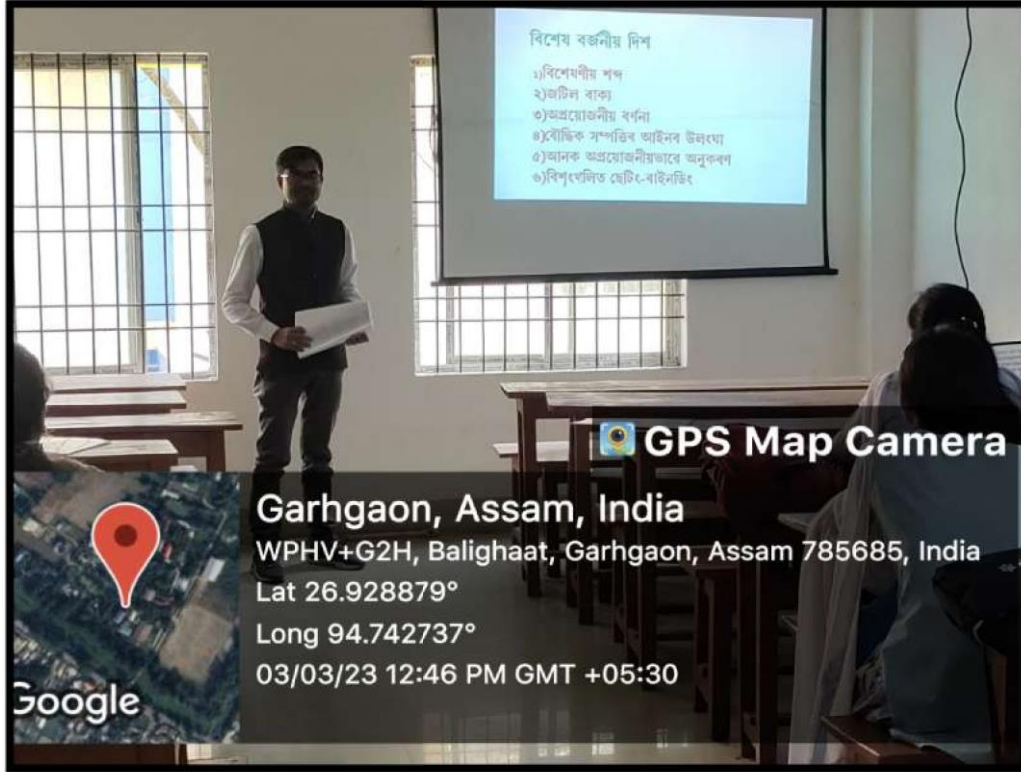 বিশেষ বৰ্জনীয় দিশ
১)বিশেষণীয় শব্দ
২)জটিল বাক্য
৩)অপ্ৰয়োজনীয় বৰ্ণনা
৪)বৌদ্ধিক সম্পত্তিৰ আইনৰ উলংঘা
৫)আনক অপ্ৰয়োজনীয়ভাৱে অনুকৰণ
৬)বিশৃংখলিত ছেটিং-বাইনডিং
GPS Map Camera
Garhgaon, Assam, India
WPHV+G2H, Balighaat, Garhgaon, Assam 785685, India
Lat 26.928879°
Long 94.742737°
03/03/23 12:46 PM GMT +05:30
Google